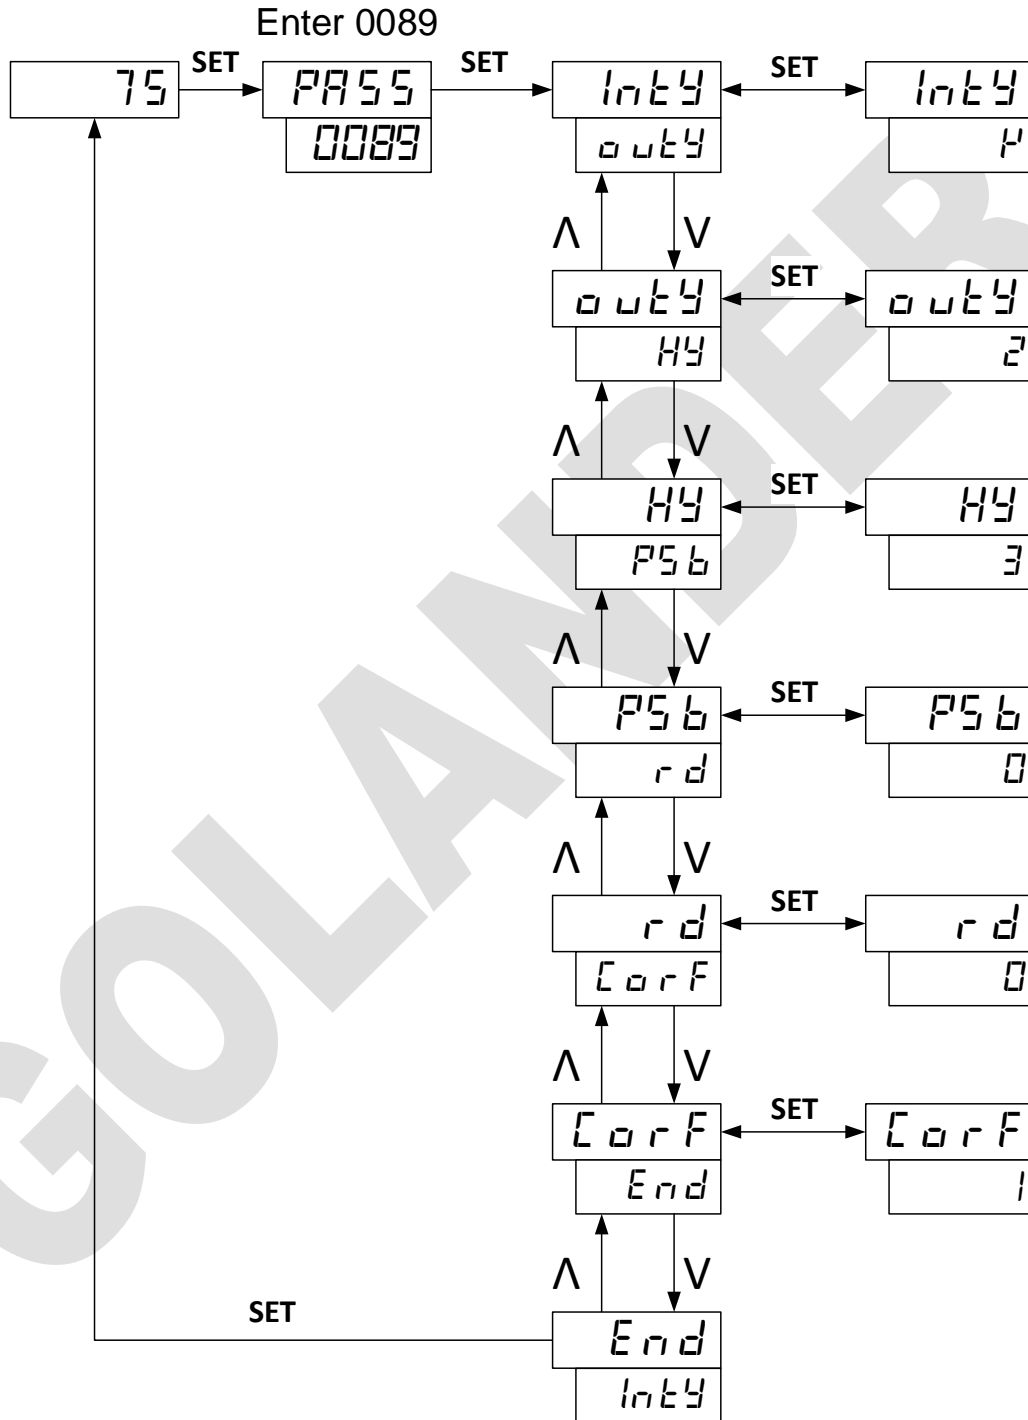 Enter 0089
75 SET PASS SET IntY SET IntY
0089 outY K
Λ V
outY SET outY
HY 2
Λ V
HY SET HY
PSb 3
Λ V
PSb SET PSb
rd 0
Λ V
rd SET rd
CorF 0
Λ V
CorF SET CorF
End 1
Λ V
SET End
IntY
GOLANDER